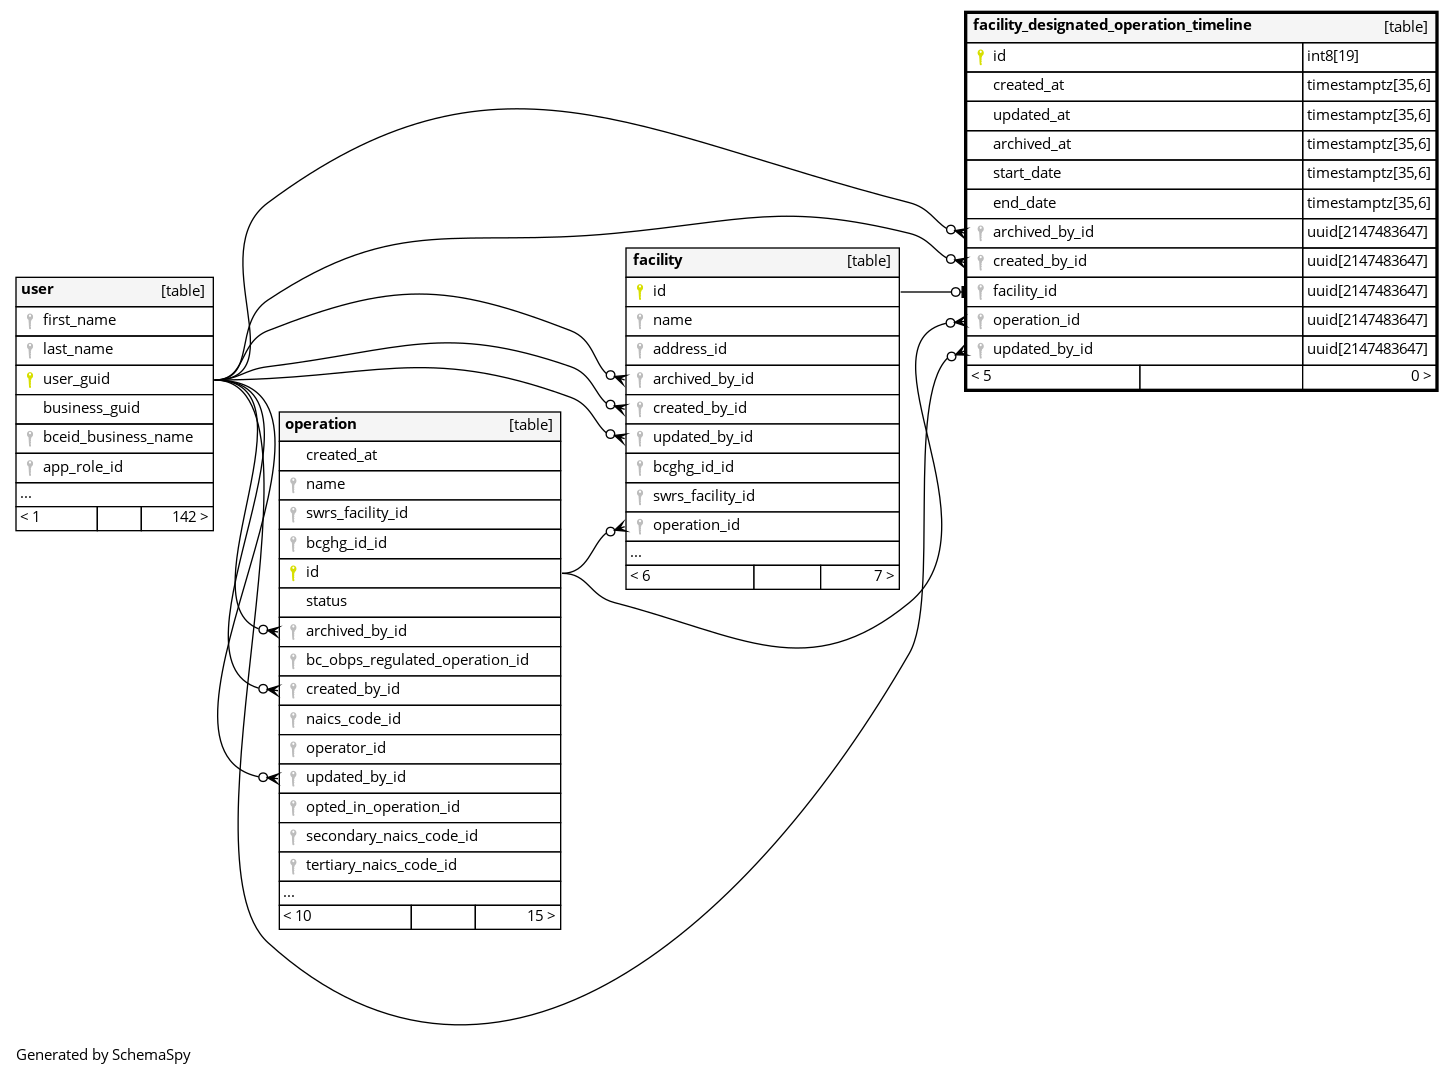 user [table]
first_name
last_name
user_guid
business_guid
bceid_business_name
app_role_id
...
< 1 142 >
operation [table]
created_at
name
swrs_facility_id
bcghg_id_id
id
status
archived_by_id
bc_obps_regulated_operation_id
created_by_id
naics_code_id
operator_id
updated_by_id
opted_in_operation_id
secondary_naics_code_id
tertiary_naics_code_id
...
< 10 15 >
facility [table]
id
name
address_id
archived_by_id
created_by_id
updated_by_id
bcghg_id_id
swrs_facility_id
operation_id
...
< 6 7 >
facility_designated_operation_timeline [table]
id int8[19]
created_at timestamptz[35,6]
updated_at timestamptz[35,6]
archived_at timestamptz[35,6]
start_date timestamptz[35,6]
end_date timestamptz[35,6]
archived_by_id uuid[2147483647]
created_by_id uuid[2147483647]
facility_id uuid[2147483647]
operation_id uuid[2147483647]
updated_by_id uuid[2147483647]
< 5 0 >
Generated by SchemaSpy